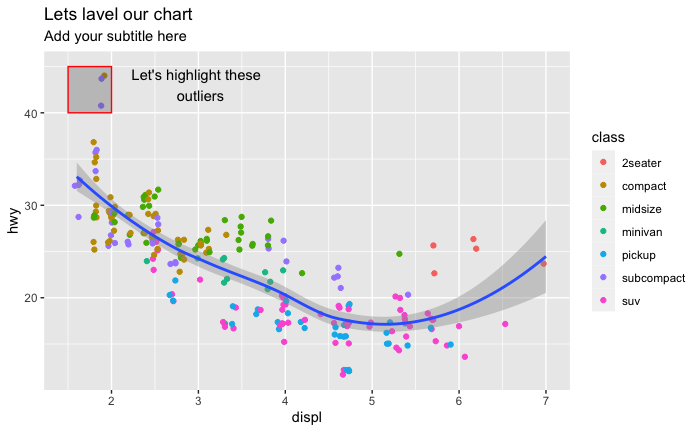 Lets lavel our chart
Add your subtitle here
Let's highlight these
outliers
40
30
20
hwy
2
3
4
5
6
7
displ
class
2seater
compact
midsize
minivan
pickup
subcompact
suv